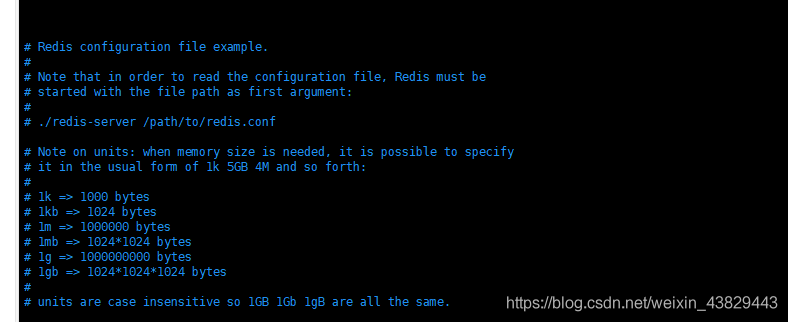 # Redis configuration file example.
#
# Note that in order to read the configuration file, Redis must be
# started with the file path as first argument:
#
# ./redis-server /path/to/redis.conf
# Note on units: when memory size is needed, it is possible to specify
# it in the usual form of 1k 5GB 4M and so forth:
#
# 1k => 1000 bytes
# 1kb => 1024 bytes
# 1m => 1000000 bytes
# 1mb => 1024*1024 bytes
# 1g => 1000000000 bytes
# 1gb => 1024*1024*1024 bytes
#
# units are case insensitive so 1GB 1Gb 1gB are all the same.
https://blog.csdn.net/weixin_43829443